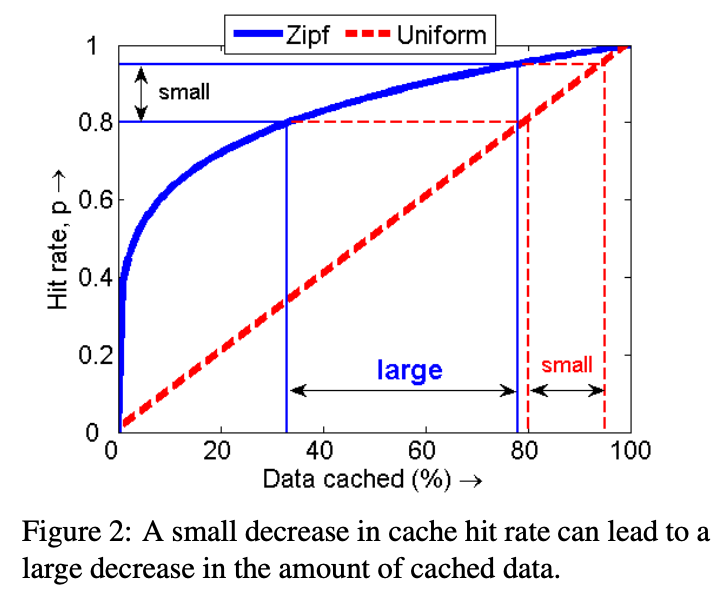 Zipf Uniform
1
small
0.8
0.6
0.4
0.2
0
Hit rate, p →
large
small
0 20 40 60 80 100
Data cached (%) →
Figure 2: A small decrease in cache hit rate can lead to a
large decrease in the amount of cached data.